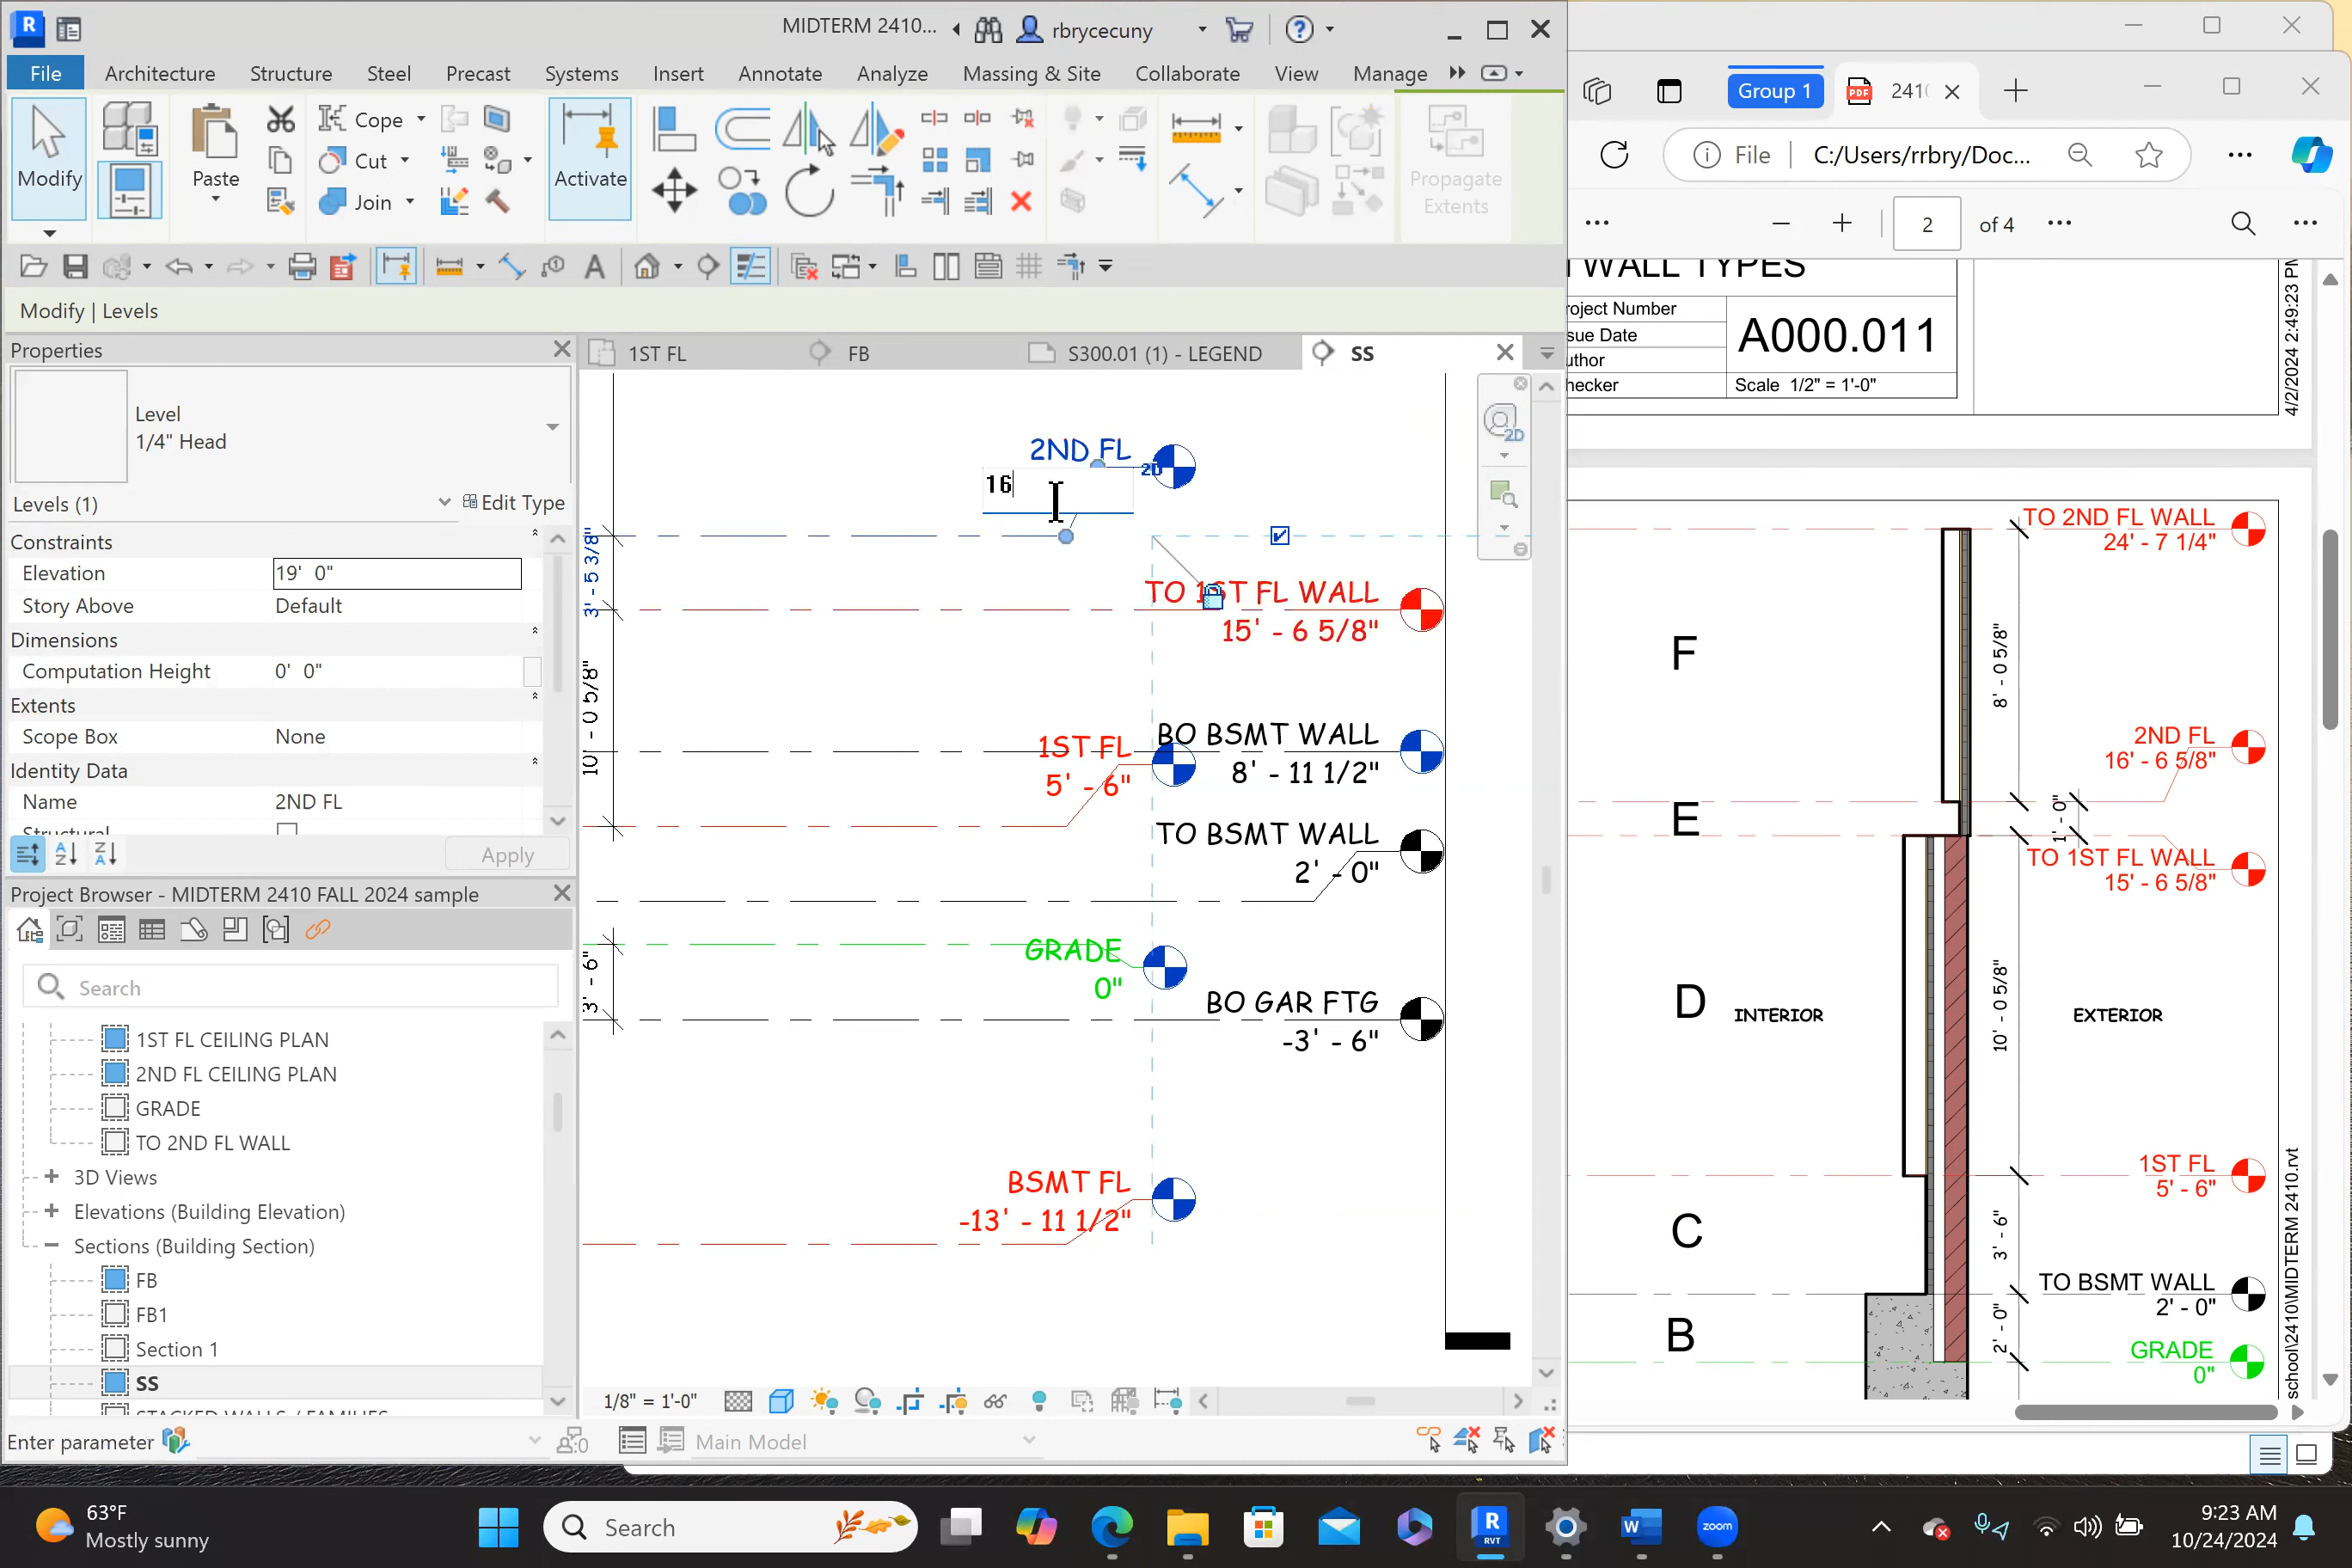 R
MIDTERM 2410...
rbrycecuny
File
Architecture
Structure
Steel
Precast
Systems
Insert
Annotate
Analyze
Massing & Site
Collaborate
View
Manage
Modify
Paste
Cope
Cut
Join
Activate
Propagate
Extents
Modify | Levels
Properties
Level
1/4" Head
Levels (1)
Edit Type
Constraints
Elevation
19' 0"
Story Above
Default
Dimensions
Computation Height
0' 0"
Extents
Scope Box
None
Identity Data
Name
2ND FL
Apply
Project Browser - MIDTERM 2410 FALL 2024 sample
Search
1ST FL CEILING PLAN
2ND FL CEILING PLAN
GRADE
TO 2ND FL WALL
3D Views
Elevations (Building Elevation)
Sections (Building Section)
FB
FB1
Section 1
SS
Enter parameter
1ST FL
FB
S300.01 (1) - LEGEND
SS
2D
2ND FL
2D
16
3' - 5 3/8"
TO 1ST FL WALL
15' - 6 5/8"
10' - 0 5/8"
1ST FL
5' - 6"
BO BSMT WALL
8' - 11 1/2"
TO BSMT WALL
2' - 0"
GRADE
0"
3' - 6"
BO GAR FTG
-3' - 6"
BSMT FL
-13' - 11 1/2"
1/8" = 1'-0"
:0
Main Model
Group 1
PDF
241
File
C:/Users/rrbry/Doc...
2
of 4
WALL TYPES
roject Number
sue Date
uthor
hecker
A000.011
Scale 1/2" = 1'-0"
4/2/2024 2:49:23 PM
TO 2ND FL WALL
24' - 7 1/4"
F
8' - 0 5/8"
2ND FL
16' - 6 5/8"
E
1' - 0"
TO 1ST FL WALL
15' - 6 5/8"
D
INTERIOR
10' - 0 5/8"
EXTERIOR
1ST FL
5' - 6"
C
3' - 6"
TO BSMT WALL
2' - 0"
B
2' - 0"
GRADE
0"
school\2410\MIDTERM 2410.rvt
63°F
Mostly sunny
Search
R
RVT
W
zoom
9:23 AM
10/24/2024